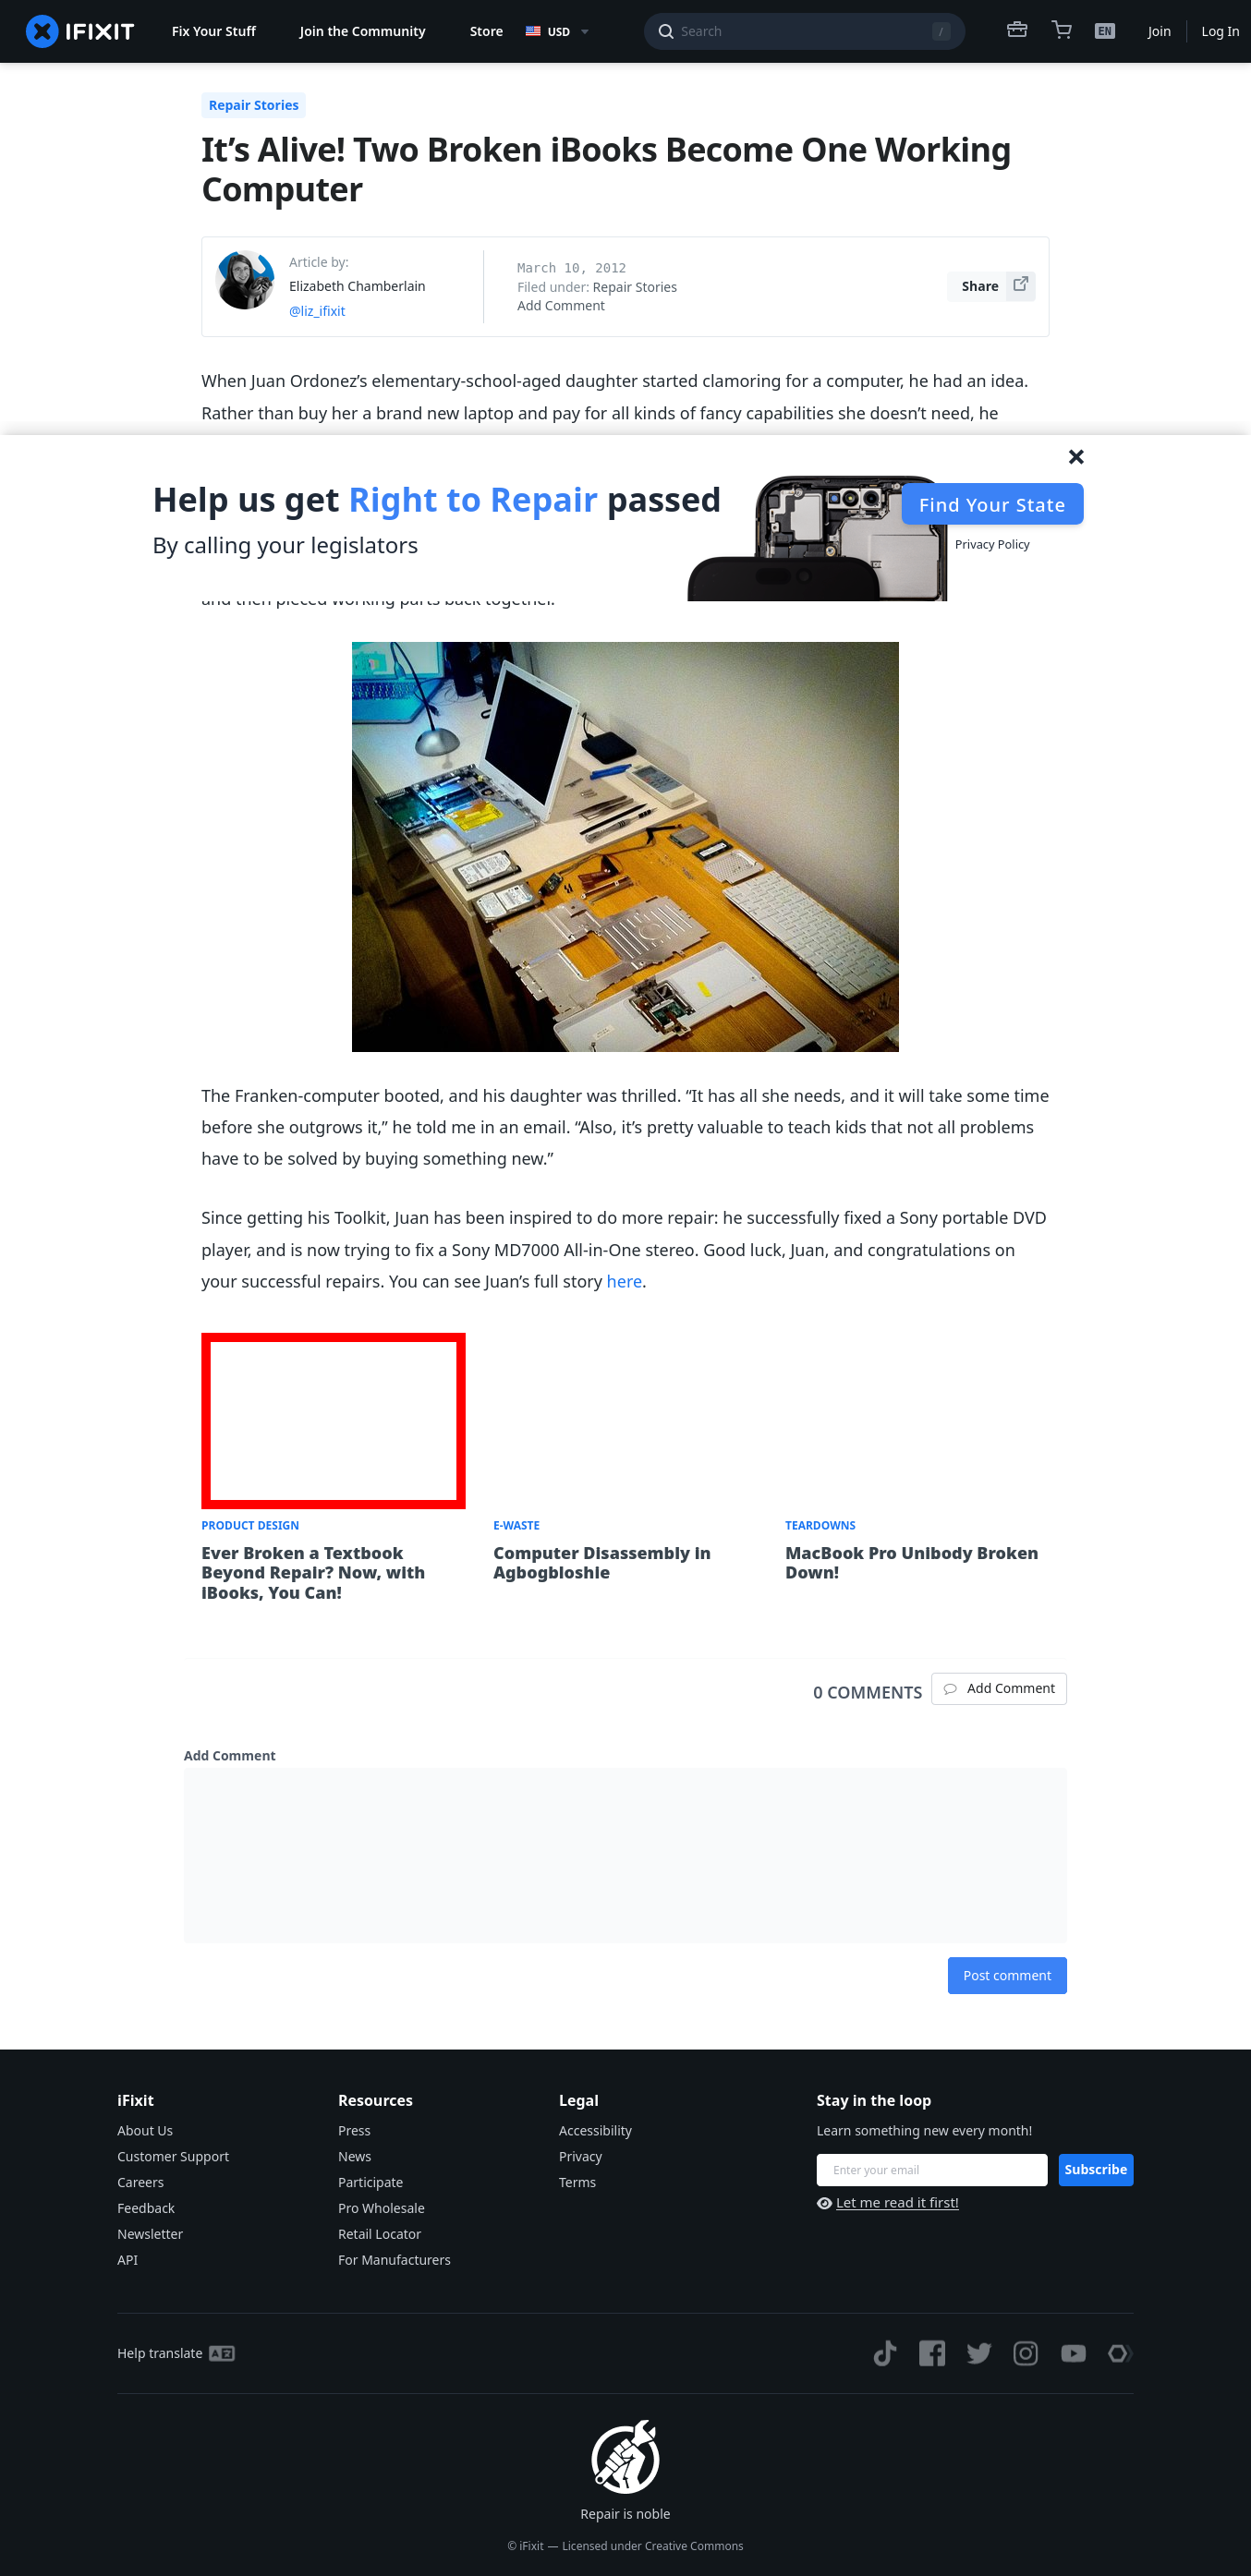 IFIXIT
Fix Your Stuff
Join the Community
Store
USD
Search
/
EN
Join
Log In
Repair Stories
It’s Alive! Two Broken iBooks Become One Working
Computer
Article by:
Elizabeth Chamberlain
@liz_ifixit
March 10, 2012
Filed under: Repair Stories
Add Comment
Share
When Juan Ordonez’s elementary-school-aged daughter started clamoring for a computer, he had an idea.
Rather than buy her a brand new laptop and pay for all kinds of fancy capabilities she doesn’t need, he
Help us get Right to Repair passed
By calling your legislators
Find Your State
Privacy Policy
and then pieced working parts back together.
The Franken-computer booted, and his daughter was thrilled. “It has all she needs, and it will take some time
before she outgrows it,” he told me in an email. “Also, it’s pretty valuable to teach kids that not all problems
have to be solved by buying something new.”
Since getting his Toolkit, Juan has been inspired to do more repair: he successfully fixed a Sony portable DVD
player, and is now trying to fix a Sony MD7000 All-in-One stereo. Good luck, Juan, and congratulations on
your successful repairs. You can see Juan’s full story here.
PRODUCT DESIGN
Ever Broken a Textbook
Beyond Repair? Now, with
iBooks, You Can!
E-WASTE
Computer Disassembly in
Agbogbloshie
TEARDOWNS
MacBook Pro Unibody Broken
Down!
0 COMMENTS
Add Comment
Add Comment
Post comment
iFixit
About Us
Customer Support
Careers
Feedback
Newsletter
API
Resources
Press
News
Participate
Pro Wholesale
Retail Locator
For Manufacturers
Legal
Accessibility
Privacy
Terms
Stay in the loop
Learn something new every month!
Enter your email
Subscribe
Let me read it first!
Help translate
Repair is noble
© iFixit — Licensed under Creative Commons